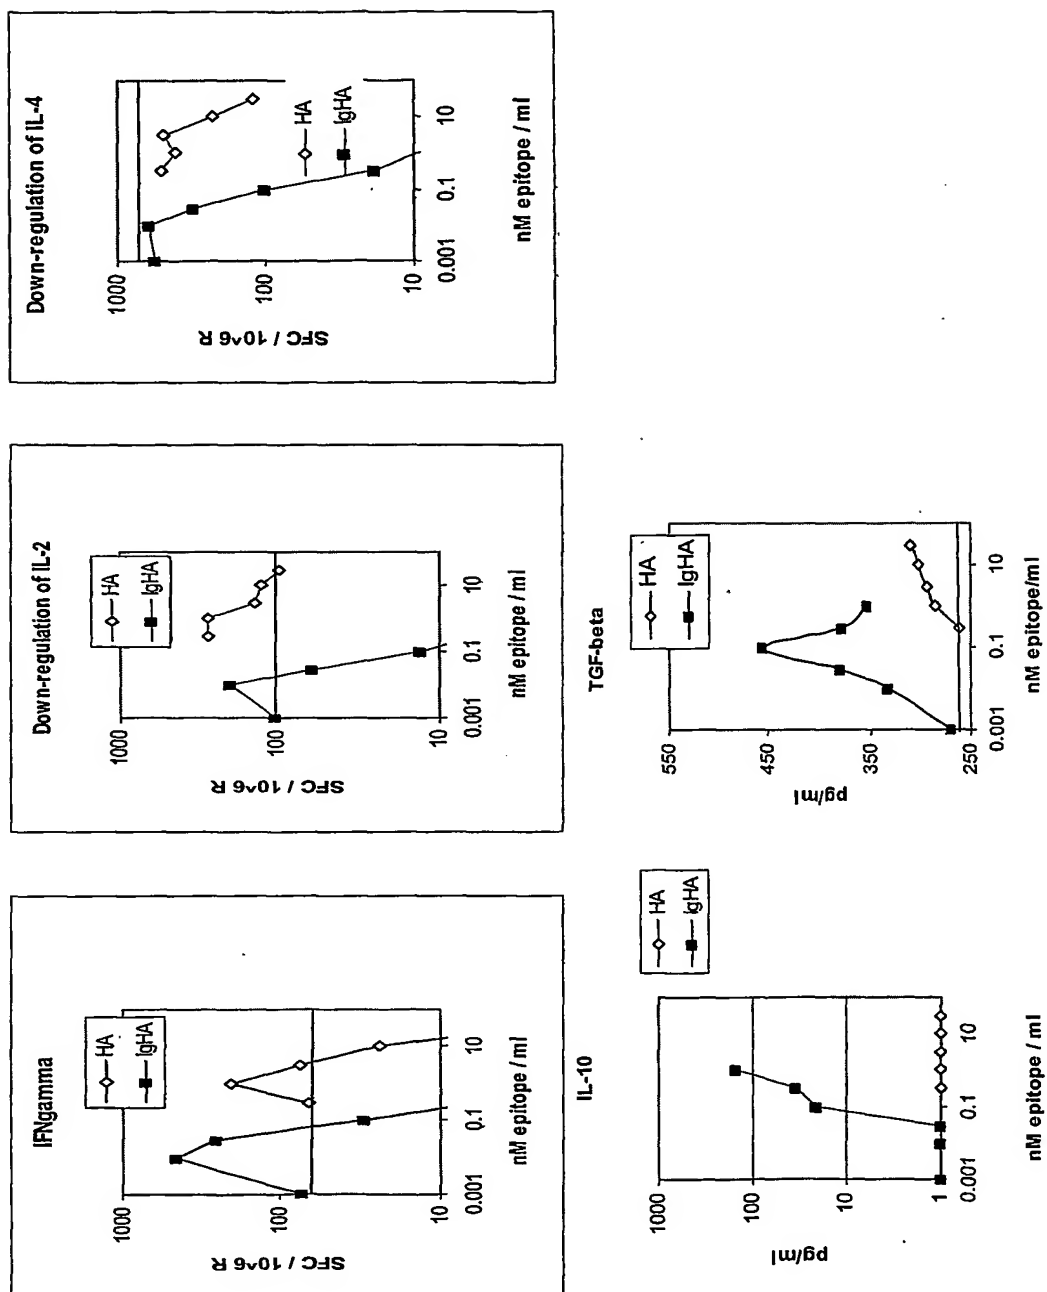 IFNgamma
HA
IgHA
1000
100
10
SFC / 10^6 R
0.001
0.1
10
nM epitope / ml
Down-regulation of IL-2
HA
IgHA
1000
100
10
SFC / 10^6 R
0.001
0.1
10
nM epitope / ml
Down-regulation of IL-4
HA
IgHA
1000
100
10
SFC / 10^6 R
0.001
0.1
10
nM epitope / ml
IL-10
HA
IgHA
1000
100
10
1
pg/ml
0.001
0.1
10
nM epitope / ml
TGF-beta
HA
IgHA
550
450
350
250
pg/ml
0.001
0.1
10
nM epitope/ml